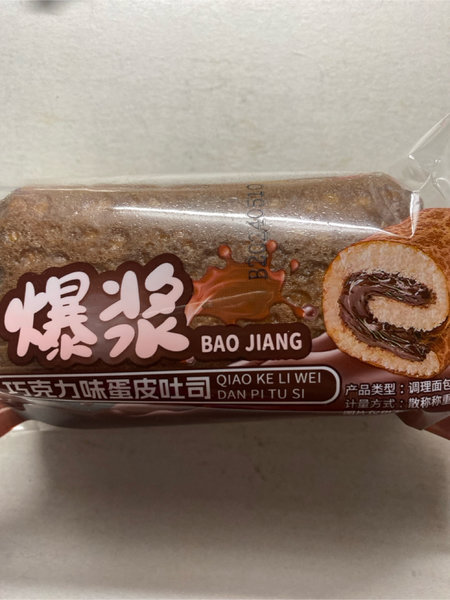 爆浆
BAO JIANG
巧克力味蛋皮吐司
QIAO KE LI WEI
DAN PI TU SI
产品类型：调理面包
计量方式：散称称重